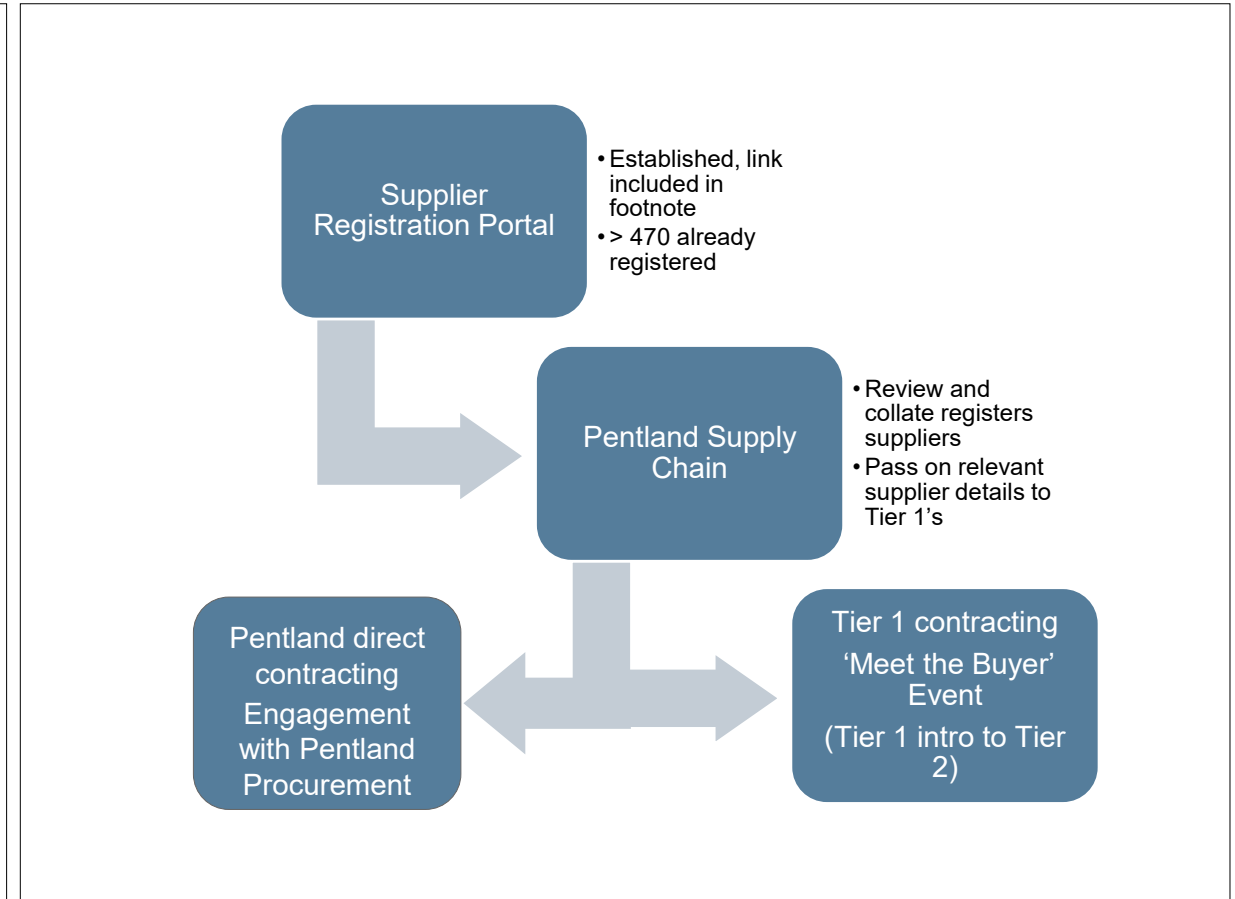 Supplier
Registration Portal
• Established, link
included in
footnote
• > 470 already
registered
Pentland Supply
Chain
• Review and
collate registers
suppliers
• Pass on relevant
supplier details to
Tier 1’s
Pentland direct
contracting
Engagement
with Pentland
Procurement
Tier 1 contracting
‘Meet the Buyer’
Event
(Tier 1 intro to Tier
2)